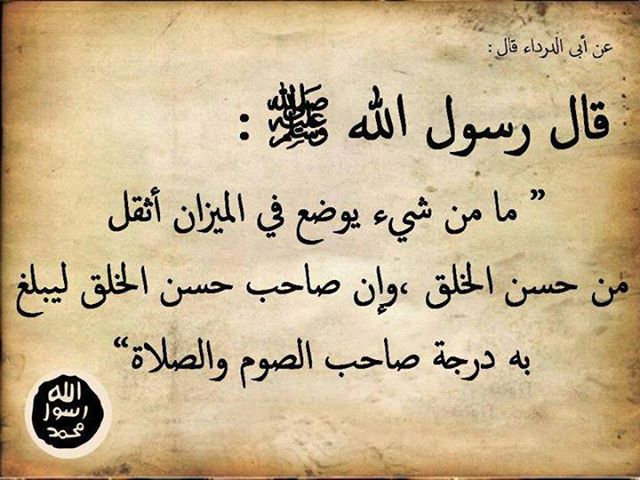 عن أبى الدرداء قال :
قال رسول الله ﷺ :
” ما من شيء يوضع في الميزان أثقل
من حسن الخلق ،وإن صاحب حسن الخلق ليبلغ
به درجة صاحب الصوم والصلاة“
الله
رسول
محمد